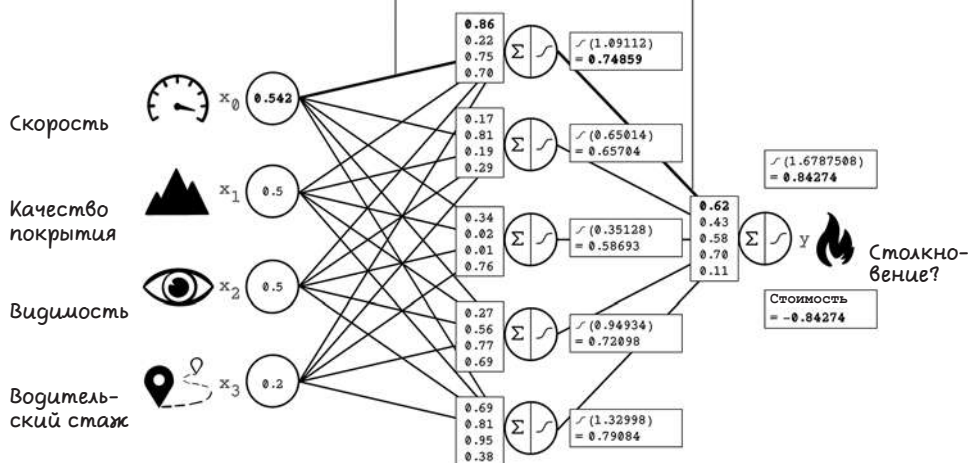 Скорость
x0
0.542
Качество
покрытия
x1
0.5
Видимость
x2
0.5
Водитель-
ский стаж
x3
0.2
0.86
0.22
0.75
0.70
Σ
(1.09112)
= 0.74859
0.17
0.81
0.19
0.29
Σ
(0.65014)
= 0.65704
0.34
0.02
0.01
0.76
Σ
(0.35128)
= 0.58693
0.27
0.56
0.77
0.69
Σ
(0.94934)
= 0.72098
0.69
0.81
0.95
0.38
Σ
(1.32998)
= 0.79084
0.62
0.43
0.58
0.70
0.11
Σ
(1.6787508)
= 0.84274
y
Столкно-
вение?
Стоимость
= -0.84274